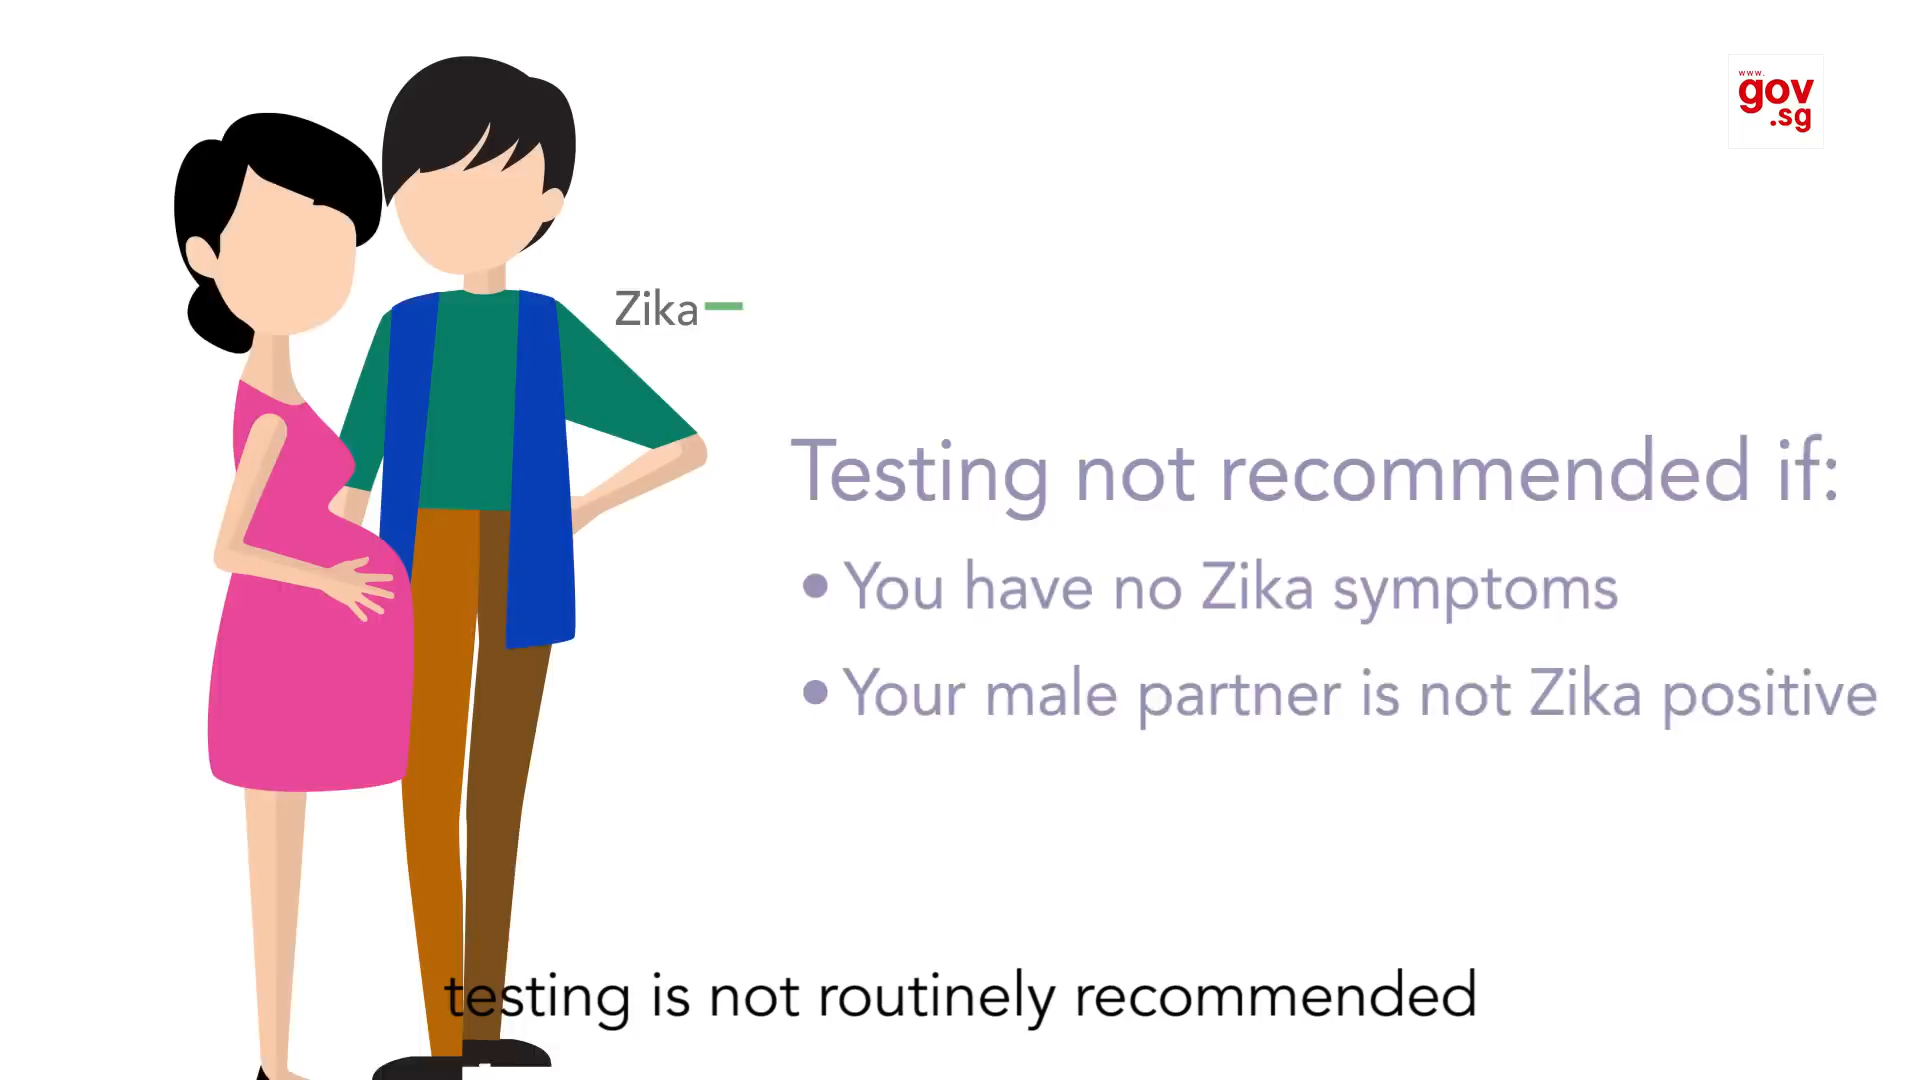 www.
gov
.sg
Zika
Testing not recommended if:
• You have no Zika symptoms
• Your male partner is not Zika positive
testing is not routinely recommended